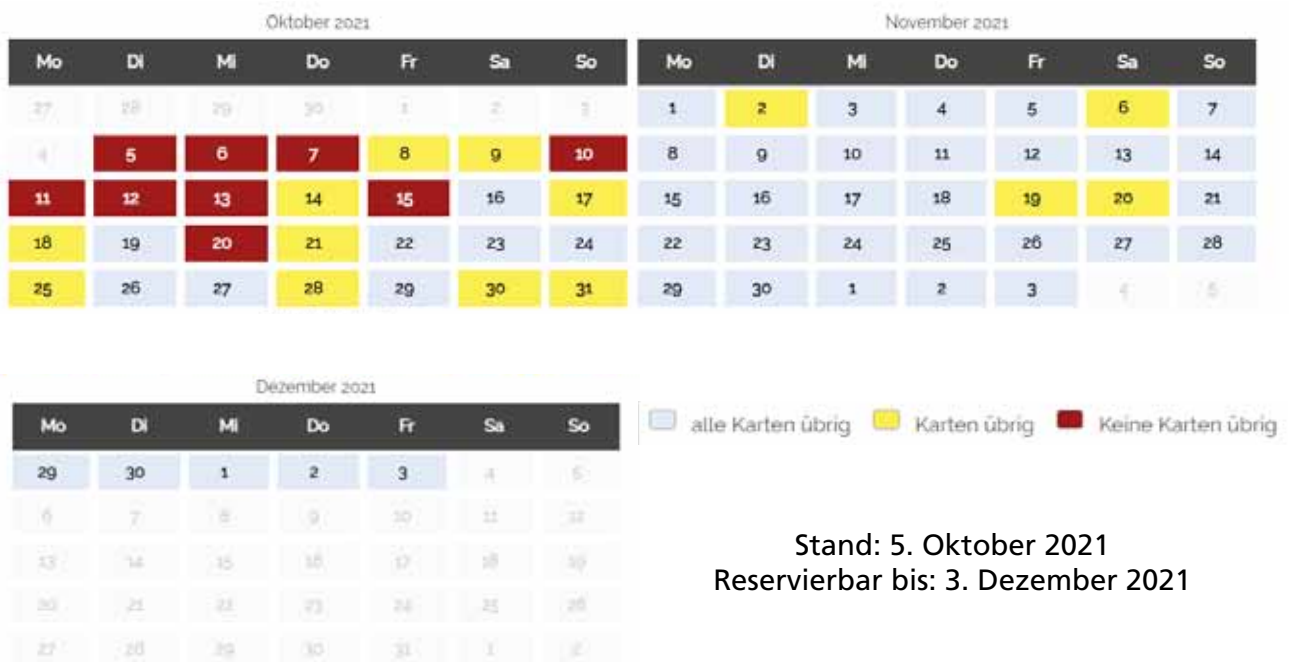 Oktober 2021
Mo Di Mi Do Fr Sa So
27 28 29 30 1 2 3
4 5 6 7 8 9 10
11 12 13 14 15 16 17
18 19 20 21 22 23 24
25 26 27 28 29 30 31
November 2021
Mo Di Mi Do Fr Sa So
1 2 3 4 5 6 7
8 9 10 11 12 13 14
15 16 17 18 19 20 21
22 23 24 25 26 27 28
29 30 1 2 3 4 5
Dezember 2021
Mo Di Mi Do Fr Sa So
29 30 1 2 3 4 5
6 7 8 9 10 11 12
13 14 15 16 17 18 19
20 21 22 23 24 25 26
27 28 29 30 31 1 2
alle Karten übrig Karten übrig Keine Karten übrig
Stand: 5. Oktober 2021
Reservierbar bis: 3. Dezember 2021